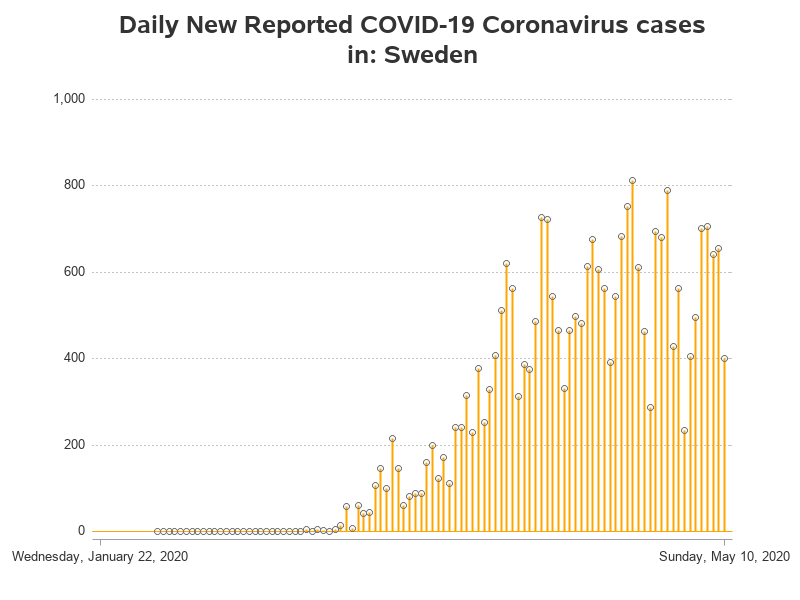 Daily New Reported COVID-19 Coronavirus cases
in: Sweden
1,000
800
600
400
200
0
Wednesday, January 22, 2020
Sunday, May 10, 2020